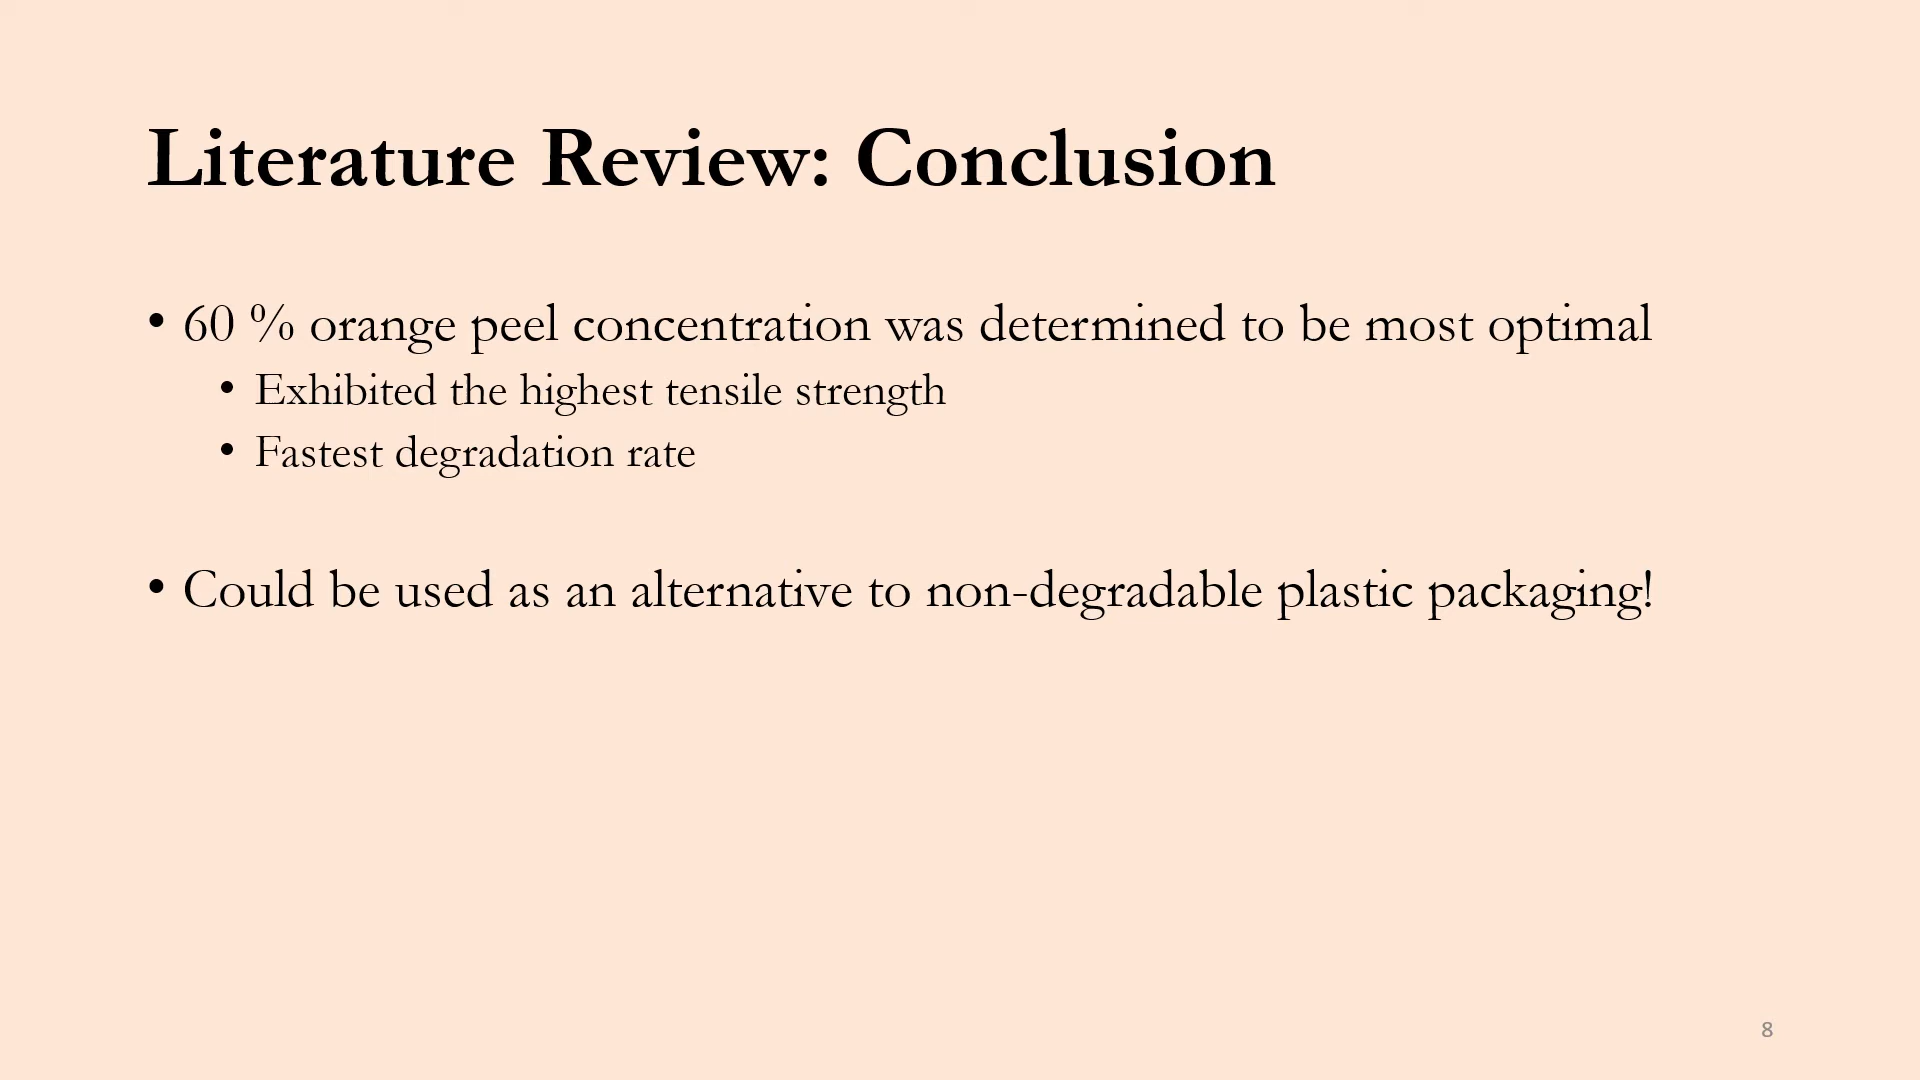 Literature Review: Conclusion
• 60 % orange peel concentration was determined to be most optimal
• Exhibited the highest tensile strength
• Fastest degradation rate
• Could be used as an alternative to non-degradable plastic packaging!
8